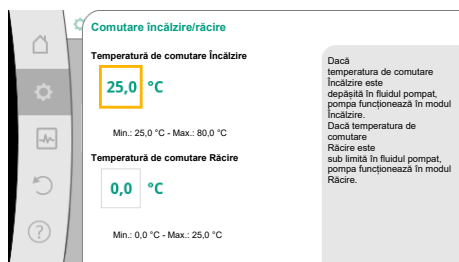 Comutare încălzire/răcire
Temperatură de comutare Încălzire
25,0 °C
Min.: 25,0 °C - Max.: 80,0 °C
Temperatură de comutare Răcire
0,0 °C
Min.: 0,0 °C - Max.: 25,0 °C
Dacă
temperatura de comutare
Încălzire este
depășită în fluidul pompat,
pompa funcționează în modul
Încălzire.
Dacă temperatura de
comutare
Răcire este
sub limită în fluidul pompat,
pompa funcționează în modul
Răcire.
?